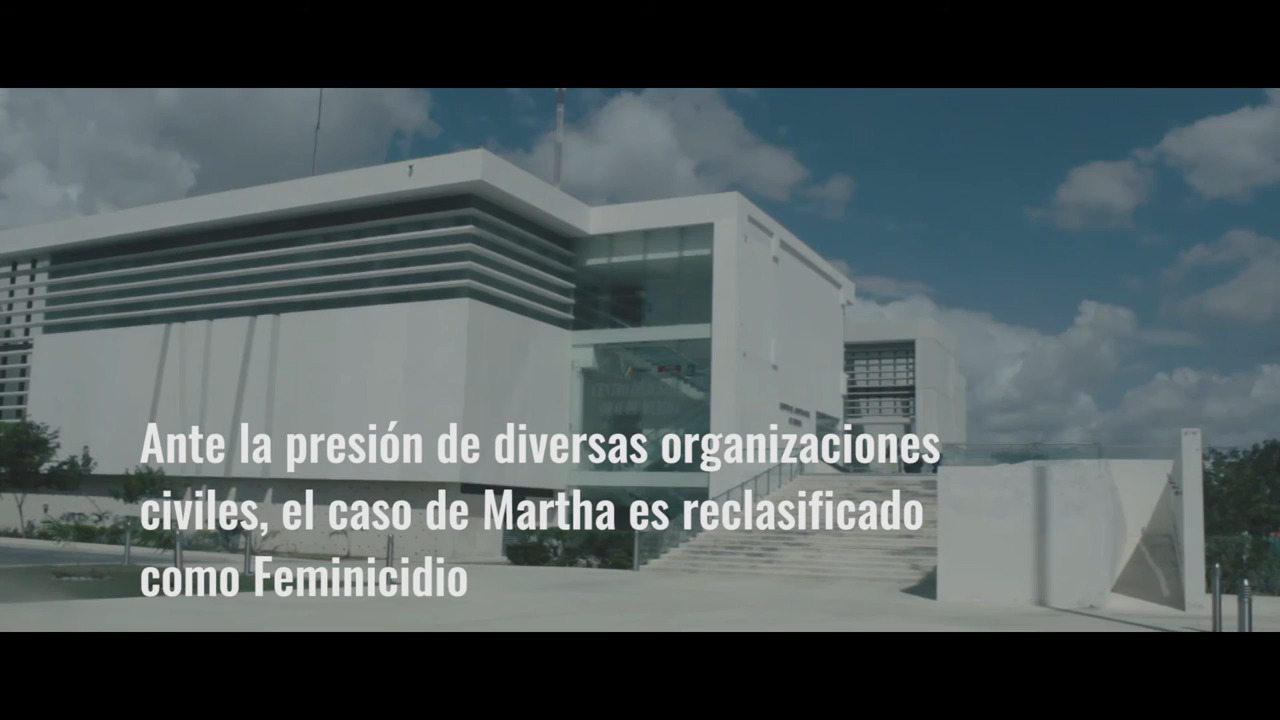 Ante la presión de diversas organizaciones
civiles, el caso de Martha es reclasificado
como Feminicidio